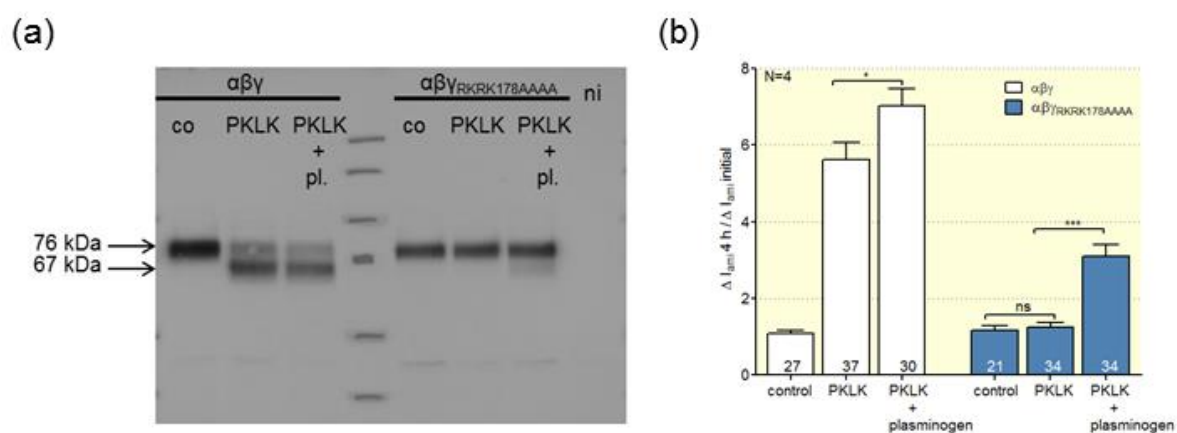 (a)
αβγ
αβγRKRK178AAAA
ni
co
PKLK
PKLK
+
pl.
co
PKLK
PKLK
+
pl.
76 kDa
67 kDa
(b)
Δ Iami 4 h / Δ Iami initial
8
6
4
2
0
N=4
*
αβγ
αβγRKRK178AAAA
***
ns
27
37
30
21
34
34
control
PKLK
PKLK
+
plasminogen
control
PKLK
PKLK
+
plasminogen